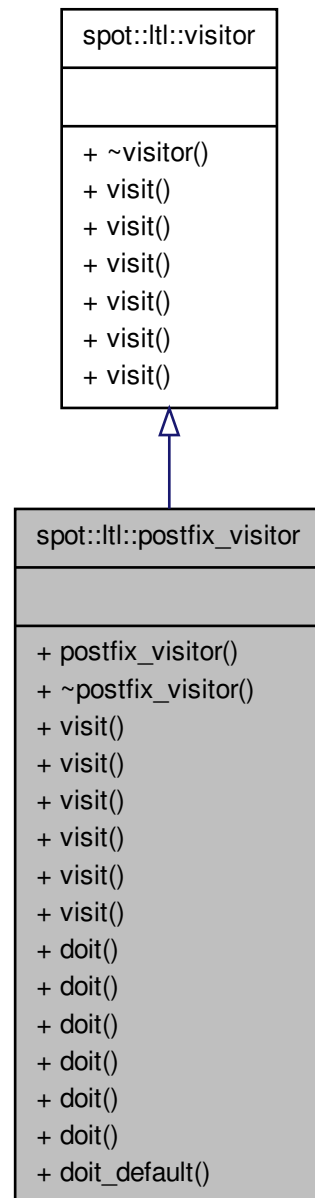 spot::ltl::visitor
+ ~visitor()
+ visit()
+ visit()
+ visit()
+ visit()
+ visit()
+ visit()
spot::ltl::postfix_visitor
+ postfix_visitor()
+ ~postfix_visitor()
+ visit()
+ visit()
+ visit()
+ visit()
+ visit()
+ visit()
+ doit()
+ doit()
+ doit()
+ doit()
+ doit()
+ doit()
+ doit_default()